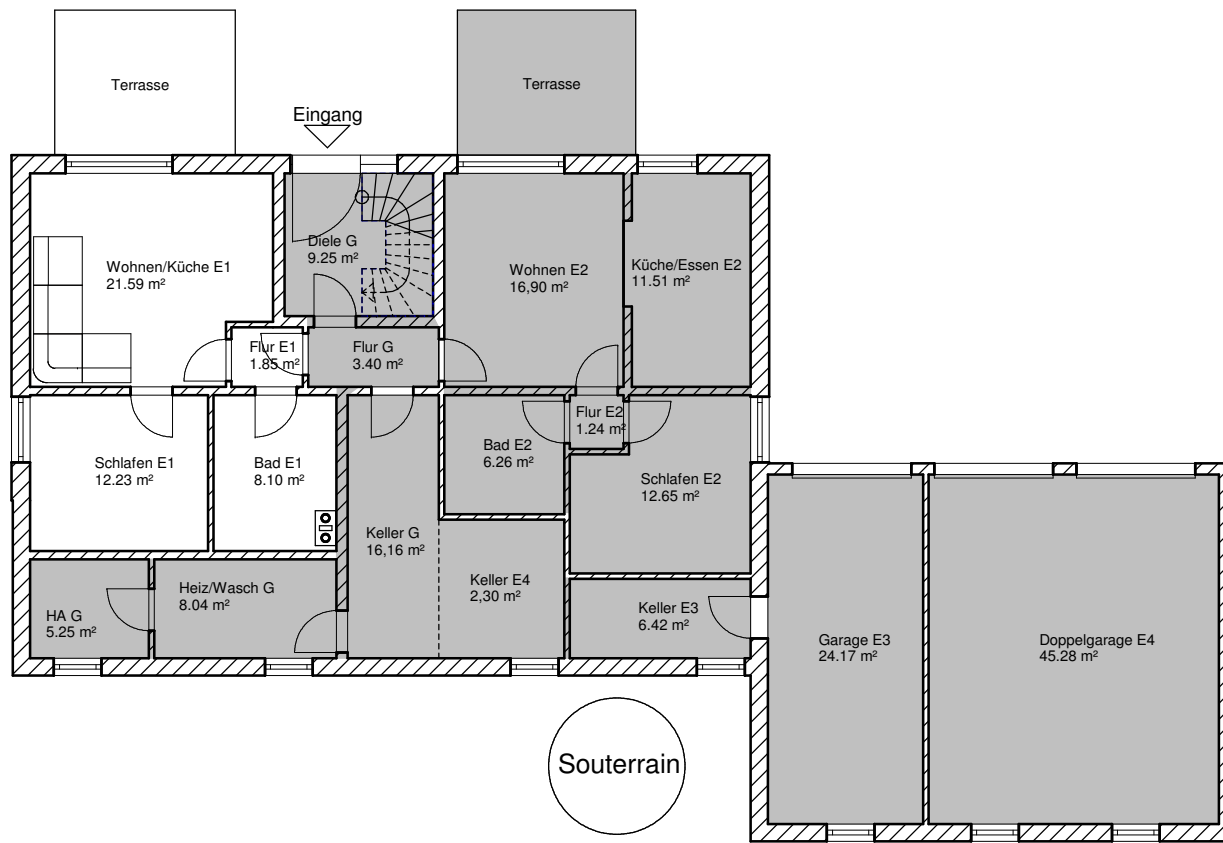 Terrasse
Terrasse
Eingang
Diele G
9.25 m²
Wohnen/Küche E1
21.59 m²
Wohnen E2
16,90 m²
Küche/Essen E2
11.51 m²
Flur E1
1.85 m²
Flur G
3.40 m²
Flur E2
1.24 m²
Schlafen E1
12.23 m²
Bad E1
8.10 m²
Bad E2
6.26 m²
Schlafen E2
12.65 m²
Keller G
16,16 m²
Keller E4
2,30 m²
Heiz/Wasch G
8.04 m²
HA G
5.25 m²
Keller E3
6.42 m²
Garage E3
24.17 m²
Doppelgarage E4
45.28 m²
Souterrain